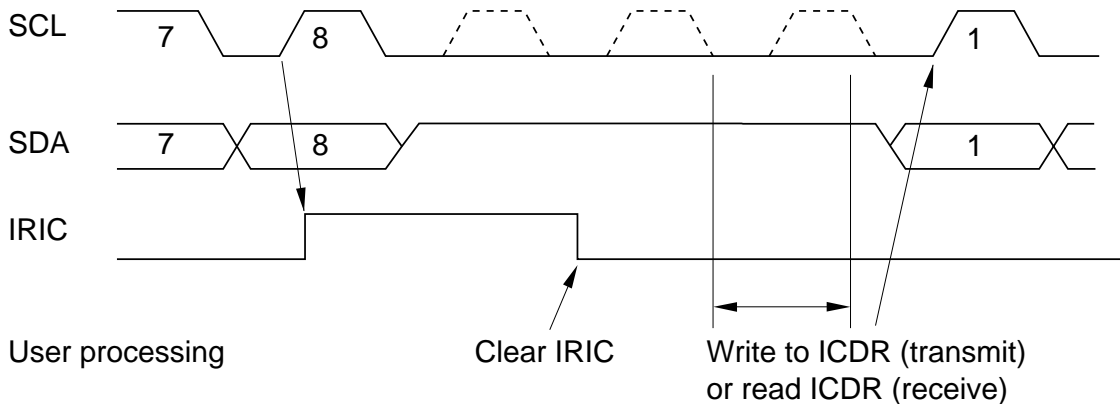 SCL
7
8
1
SDA
7
8
1
IRIC
User processing
Clear IRIC
Write to ICDR (transmit)
or read ICDR (receive)